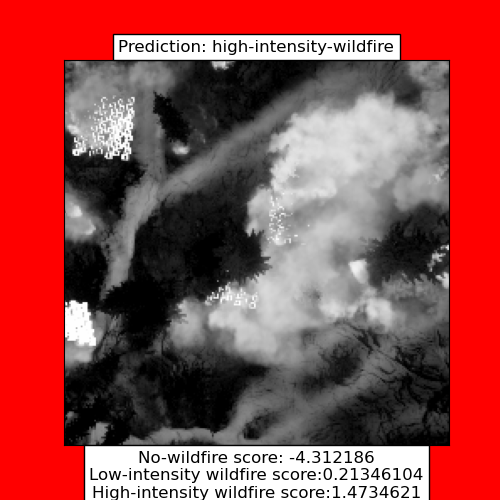 Prediction: high-intensity-wildfire
No-wildfire score: -4.312186
Low-intensity wildfire score:0.21346104
High-intensity wildfire score:1.4734621